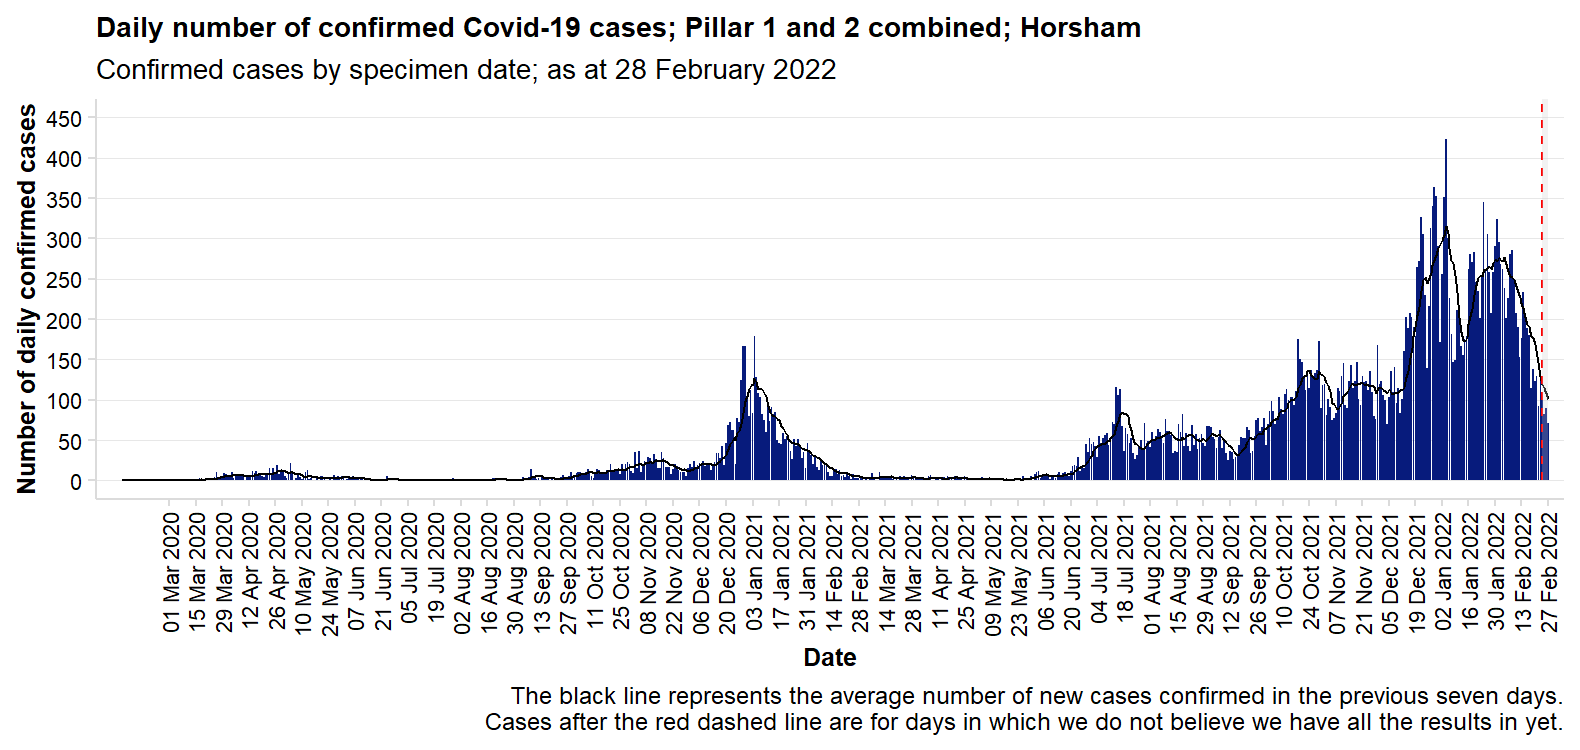 Daily number of confirmed Covid-19 cases; Pillar 1 and 2 combined; Horsham
Confirmed cases by specimen date; as at 28 February 2022
Number of daily confirmed cases
450
400
350
300
250
200
150
100
50
0
01 Mar 2020
15 Mar 2020
29 Mar 2020
12 Apr 2020
26 Apr 2020
10 May 2020
24 May 2020
07 Jun 2020
21 Jun 2020
05 Jul 2020
19 Jul 2020
02 Aug 2020
16 Aug 2020
30 Aug 2020
13 Sep 2020
27 Sep 2020
11 Oct 2020
25 Oct 2020
08 Nov 2020
22 Nov 2020
06 Dec 2020
20 Dec 2020
03 Jan 2021
17 Jan 2021
31 Jan 2021
14 Feb 2021
28 Feb 2021
14 Mar 2021
28 Mar 2021
11 Apr 2021
25 Apr 2021
09 May 2021
23 May 2021
06 Jun 2021
20 Jun 2021
04 Jul 2021
18 Jul 2021
01 Aug 2021
15 Aug 2021
29 Aug 2021
12 Sep 2021
26 Sep 2021
10 Oct 2021
24 Oct 2021
07 Nov 2021
21 Nov 2021
05 Dec 2021
19 Dec 2021
02 Jan 2022
16 Jan 2022
30 Jan 2022
13 Feb 2022
27 Feb 2022
Date
The black line represents the average number of new cases confirmed in the previous seven days.
Cases after the red dashed line are for days in which we do not believe we have all the results in yet.